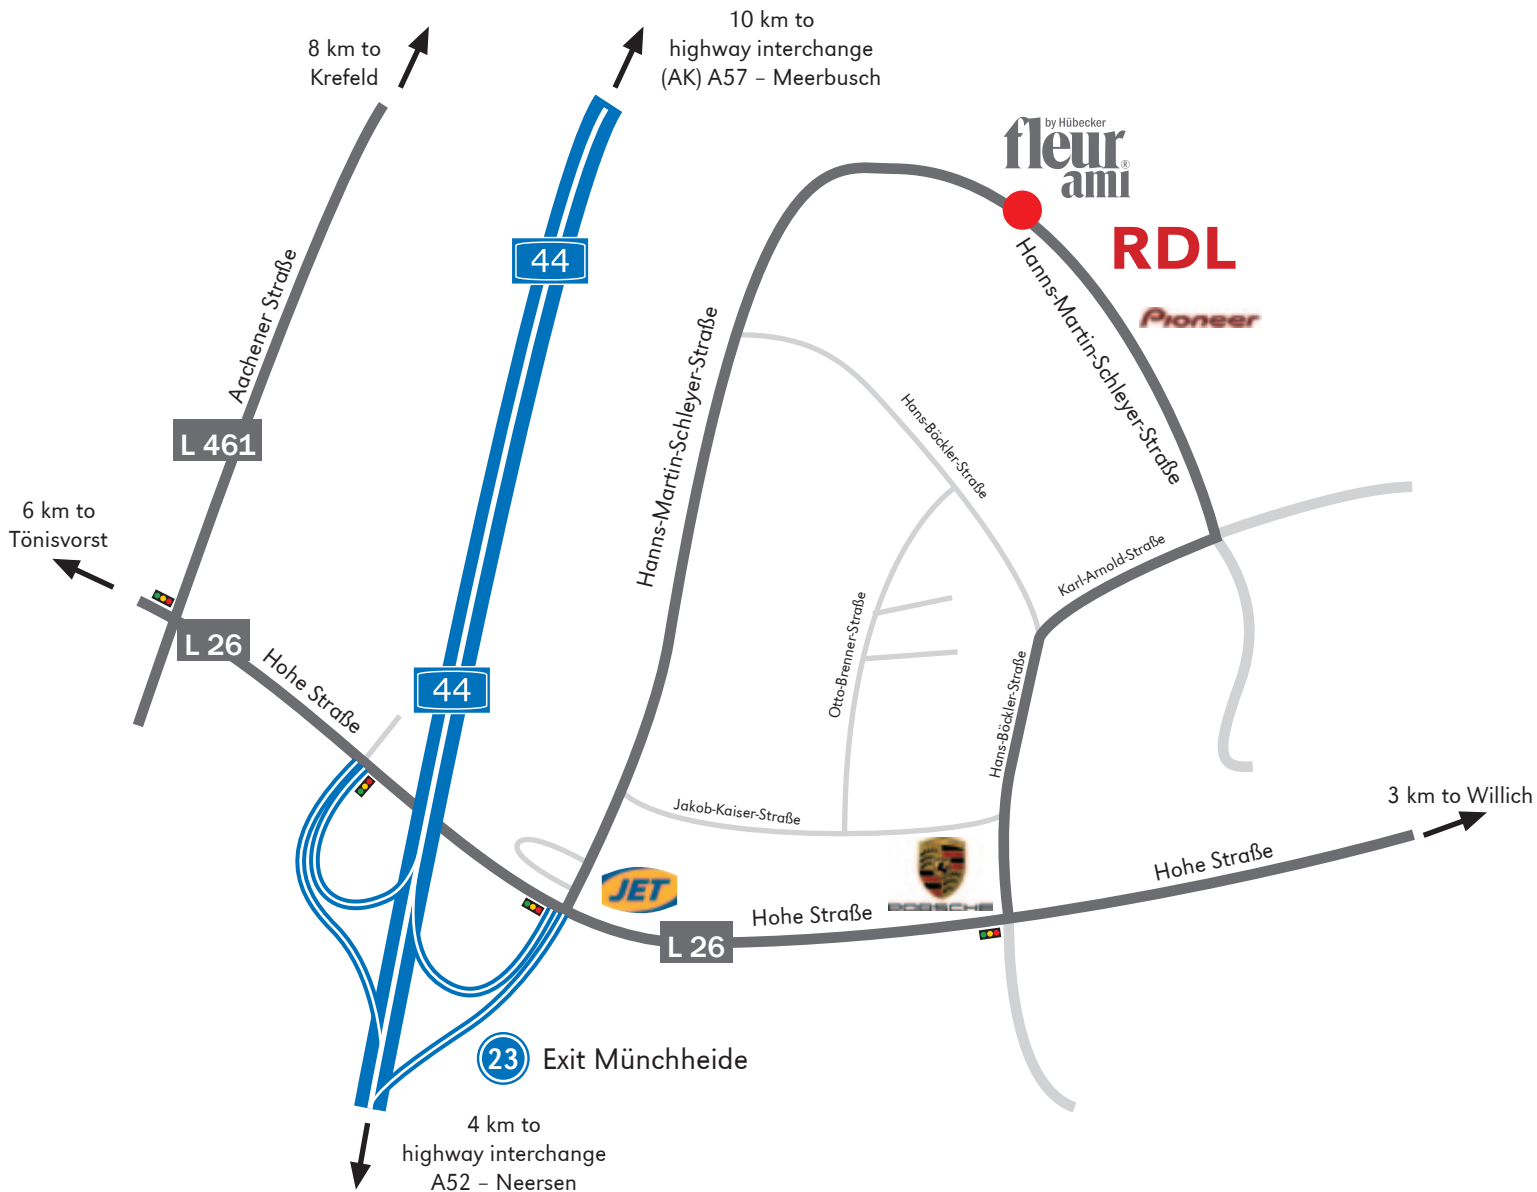 10 km to
highway interchange
(AK) A57 – Meerbusch
8 km to
Krefeld
by Hübecker
fleur
ami
®
RDL
Pioneer
44
Aachener Straße
Hanns-Martin-Schleyer-Straße
Hanns-Martin-Schleyer-Straße
Hans-Böckler-Straße
L 461
6 km to
Tönisvorst
Karl-Arnold-Straße
L 26
Hohe Straße
44
Otto-Brenner-Straße
Hans-Böckler-Straße
Jakob-Kaiser-Straße
3 km to Willich
JET
PORSCHE
Hohe Straße
Hohe Straße
L 26
23 Exit Münchheide
4 km to
highway interchange
A52 – Neersen